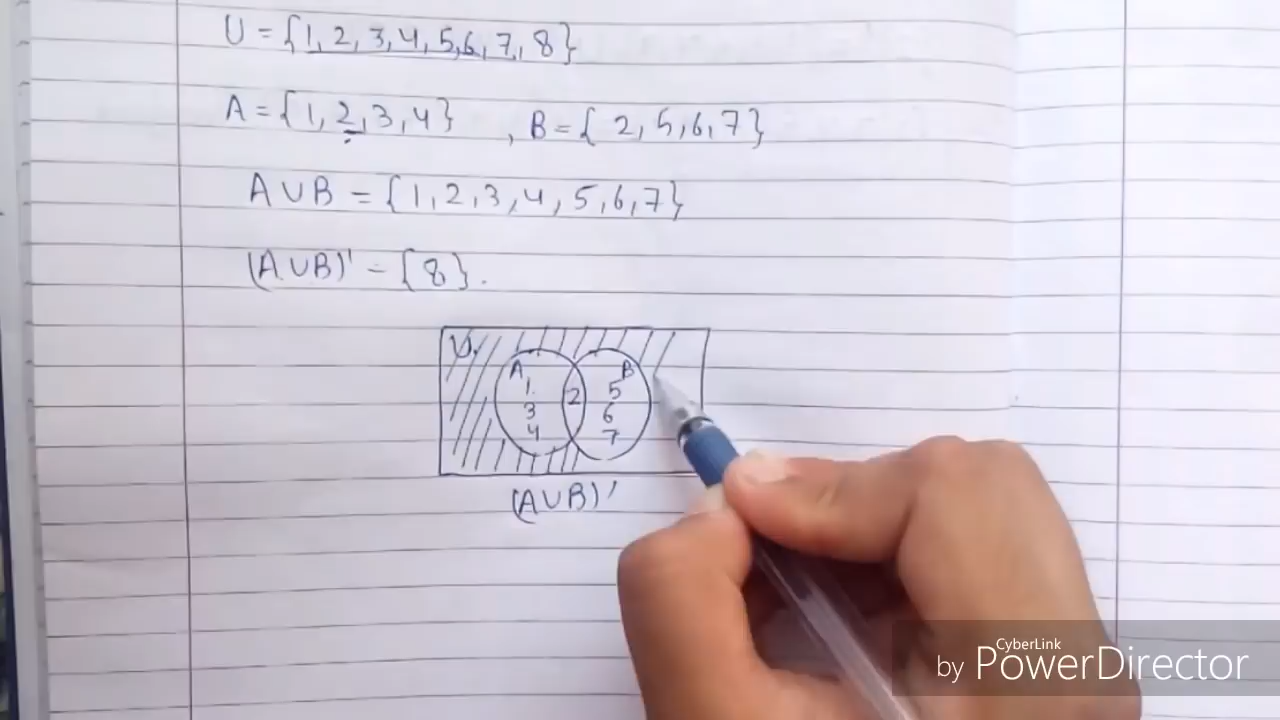 U = {1, 2, 3, 4, 5, 6, 7, 8}
A = {1, 2, 3, 4} , B = { 2, 5, 6, 7}
A ∪ B = {1, 2, 3, 4, 5, 6, 7}
(A ∪ B)' = {8}.
U
A B
1 2 5
3 6
4 7
(A ∪ B)'
by CyberLink PowerDirector